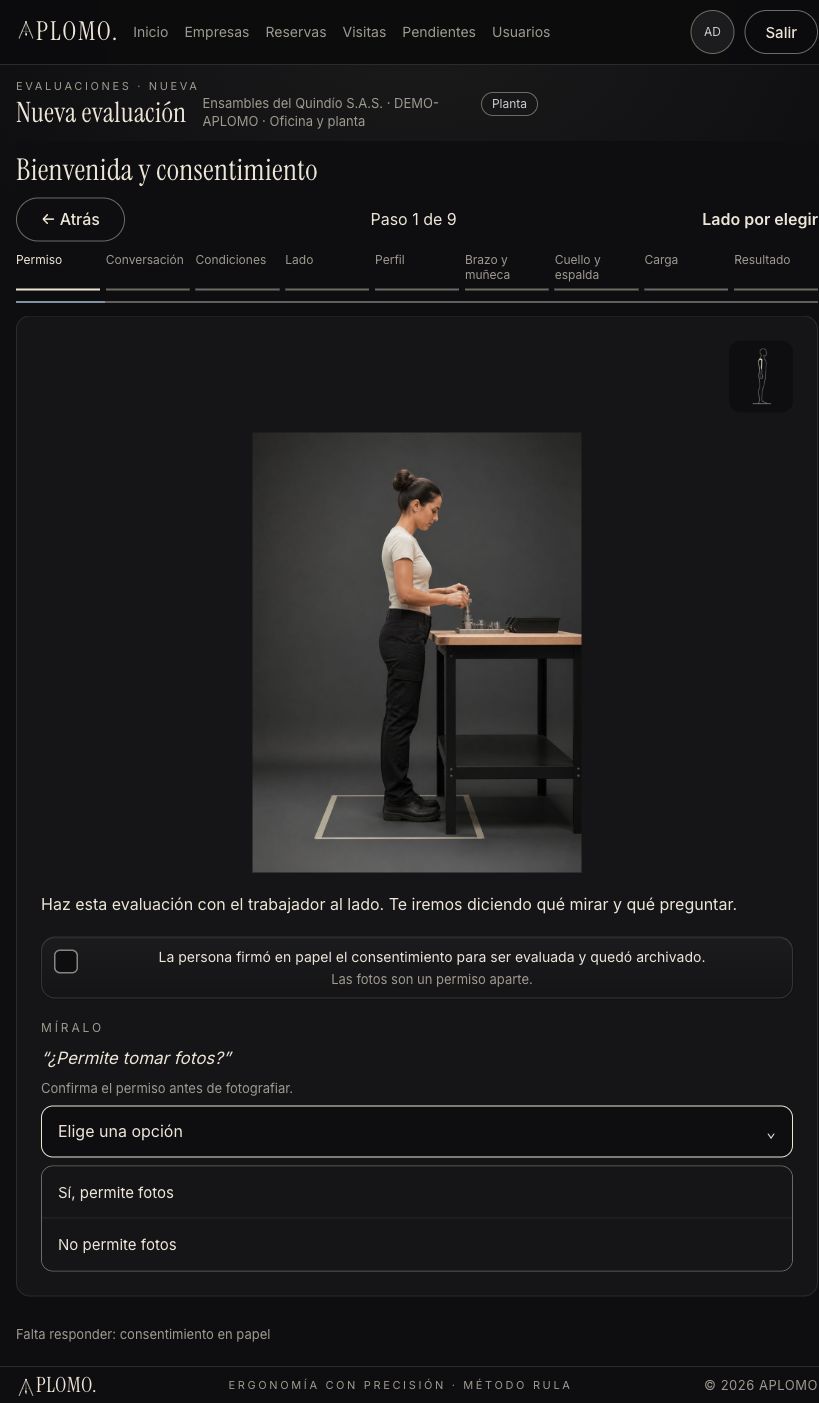 APLOMO.
Inicio
Empresas
Reservas
Visitas
Pendientes
Usuarios
AD
Salir
EVALUACIONES · NUEVA
Nueva evaluación
Ensambles del Quindío S.A.S. · DEMO-
APLOMO · Oficina y planta
Planta
Bienvenida y consentimiento
← Atrás
Paso 1 de 9
Lado por elegir
Permiso
Conversación
Condiciones
Lado
Perfil
Brazo y
muñeca
Cuello y
espalda
Carga
Resultado
Haz esta evaluación con el trabajador al lado. Te iremos diciendo qué mirar y qué preguntar.
La persona firmó en papel el consentimiento para ser evaluada y quedó archivado.
Las fotos son un permiso aparte.
MÍRALO
“¿Permite tomar fotos?”
Confirma el permiso antes de fotografiar.
Elige una opción
Sí, permite fotos
No permite fotos
Falta responder: consentimiento en papel
APLOMO.
ERGONOMÍA CON PRECISIÓN · MÉTODO RULA
© 2026 APLOMO